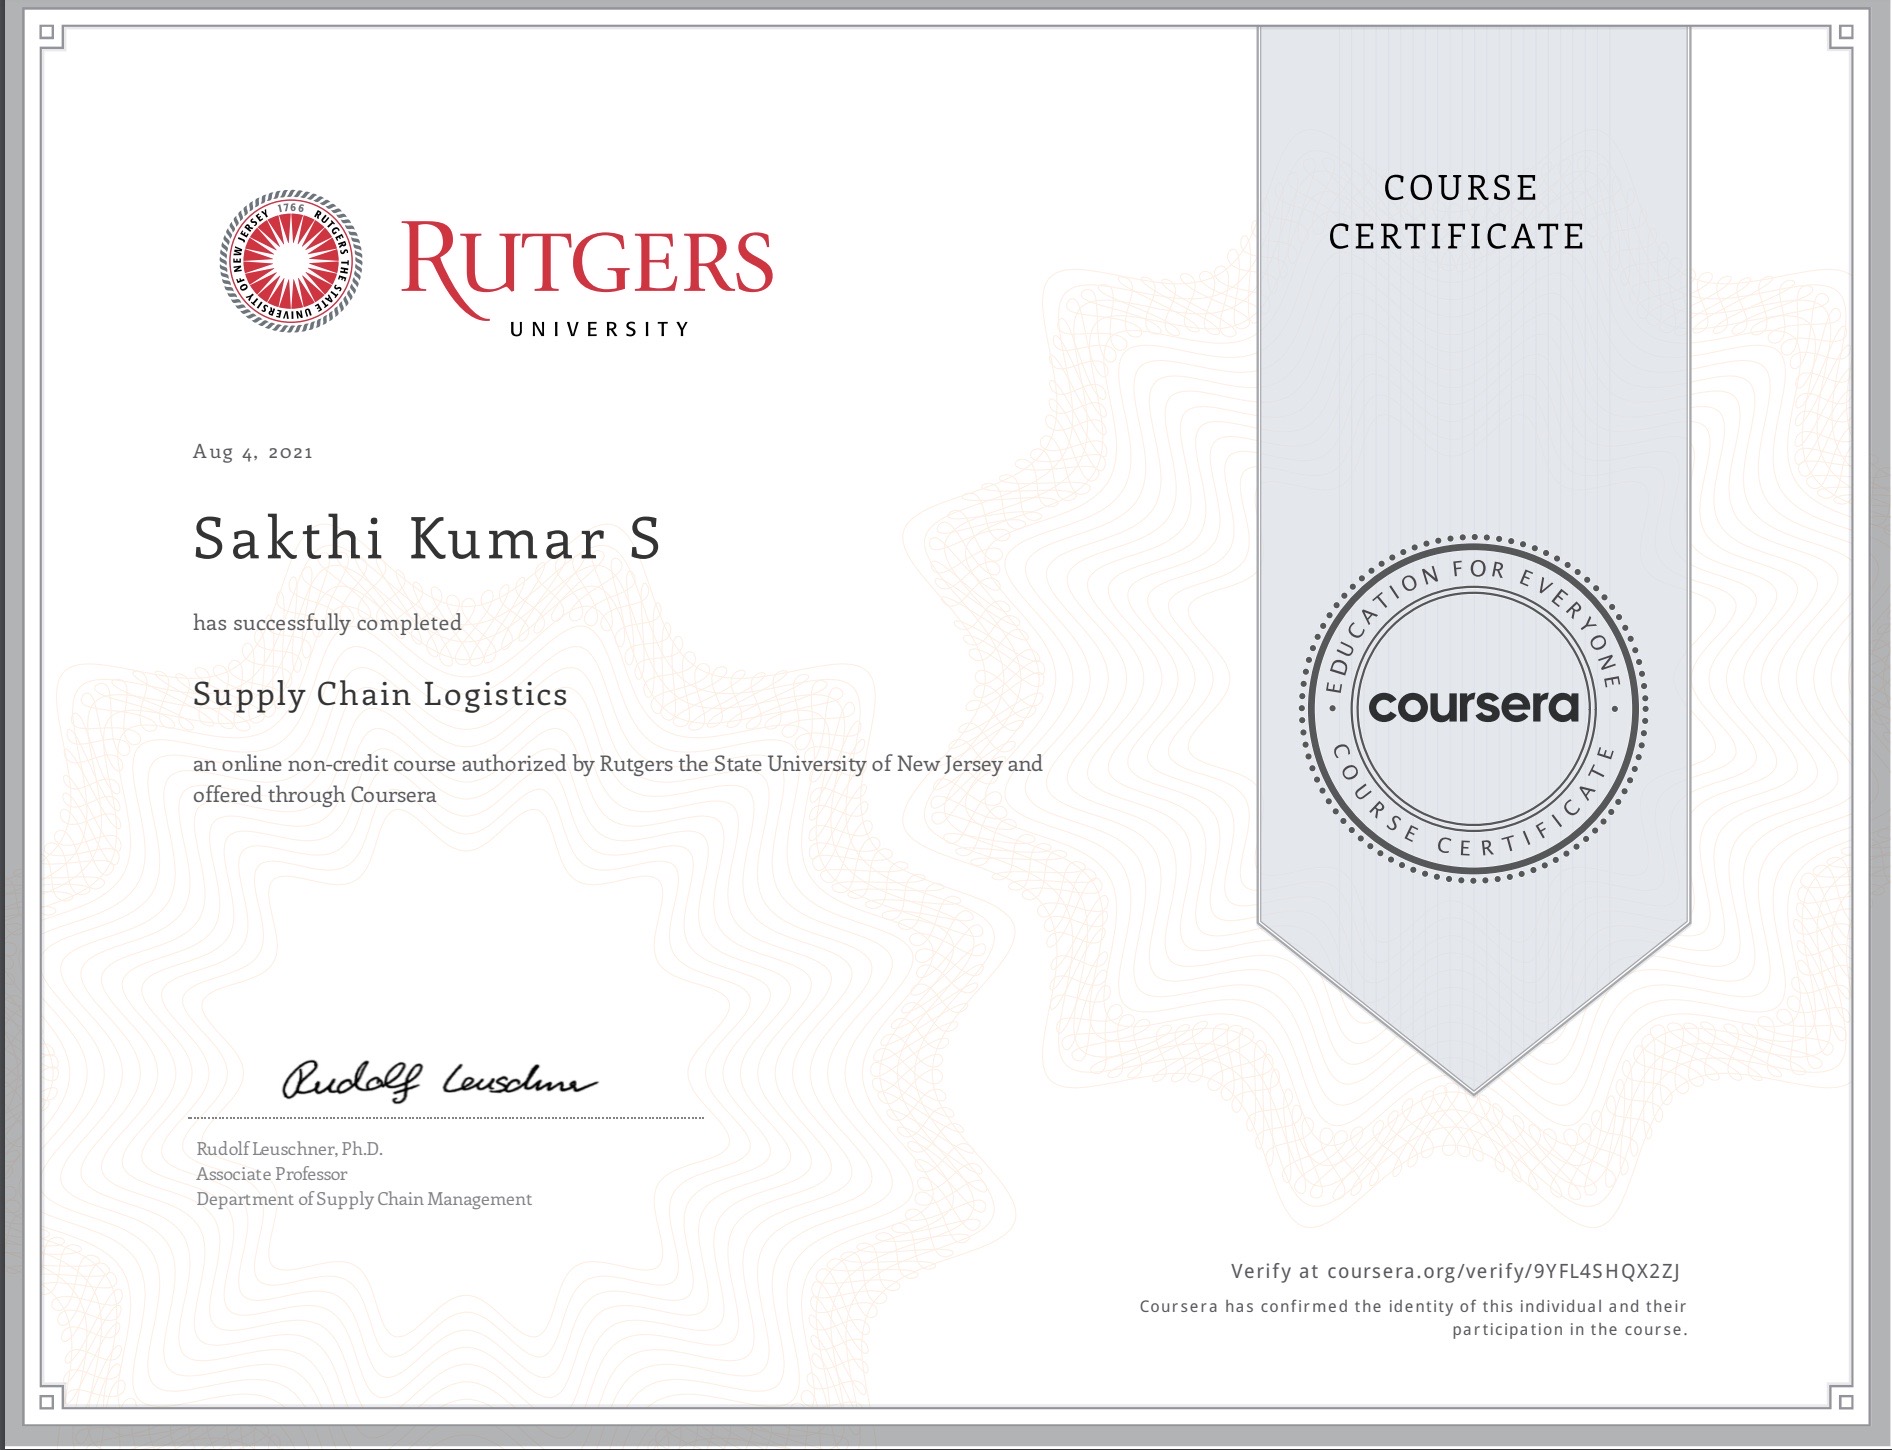 1766
RUTGERS THE STATE UNIVERSITY OF NEW JERSEY
RUTGERS
UNIVERSITY
COURSE
CERTIFICATE
Aug 4, 2021
Sakthi Kumar S
has successfully completed
Supply Chain Logistics
an online non-credit course authorized by Rutgers the State University of New Jersey and
offered through Coursera
EDUCATION FOR EVERYONE
coursera
COURSE CERTIFICATE
Rudolf Leuschner
Rudolf Leuschner, Ph.D.
Associate Professor
Department of Supply Chain Management
Verify at coursera.org/verify/9YFL4SHQX2ZJ
Coursera has confirmed the identity of this individual and their
participation in the course.